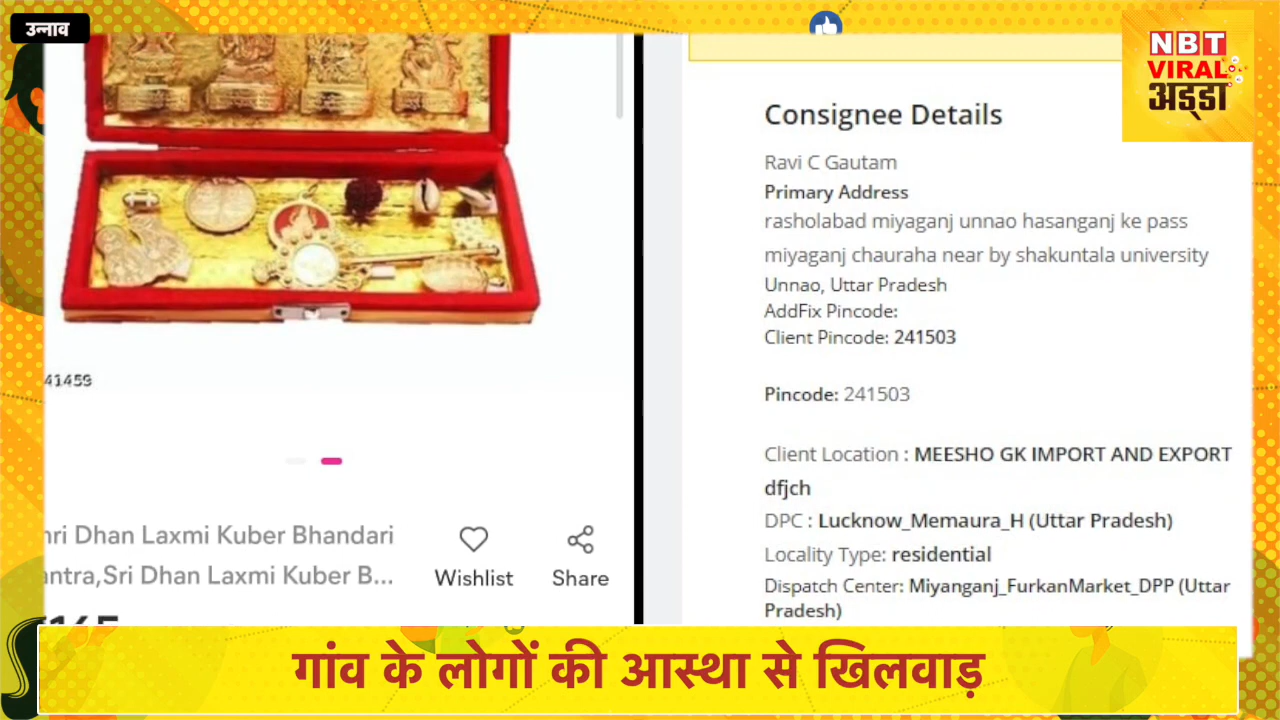 उन्नाव
NBT
VIRAL
अड्डा
41459
hri Dhan Laxmi Kuber Bhandari
antra,Sri Dhan Laxmi Kuber B...
Wishlist
Share
Consignee Details
Ravi C Gautam
Primary Address
rasholabad miyaganj unnao hasanganj ke pass
miyaganj chauraha near by shakuntala university
Unnao, Uttar Pradesh
AddFix Pincode:
Client Pincode: 241503
Pincode: 241503
Client Location : MEESHO GK IMPORT AND EXPORT
dfjch
DPC : Lucknow_Memaura_H (Uttar Pradesh)
Locality Type: residential
Dispatch Center: Miyanganj_FurkanMarket_DPP (Uttar
Pradesh)
गांव के लोगों की आस्था से खिलवाड़